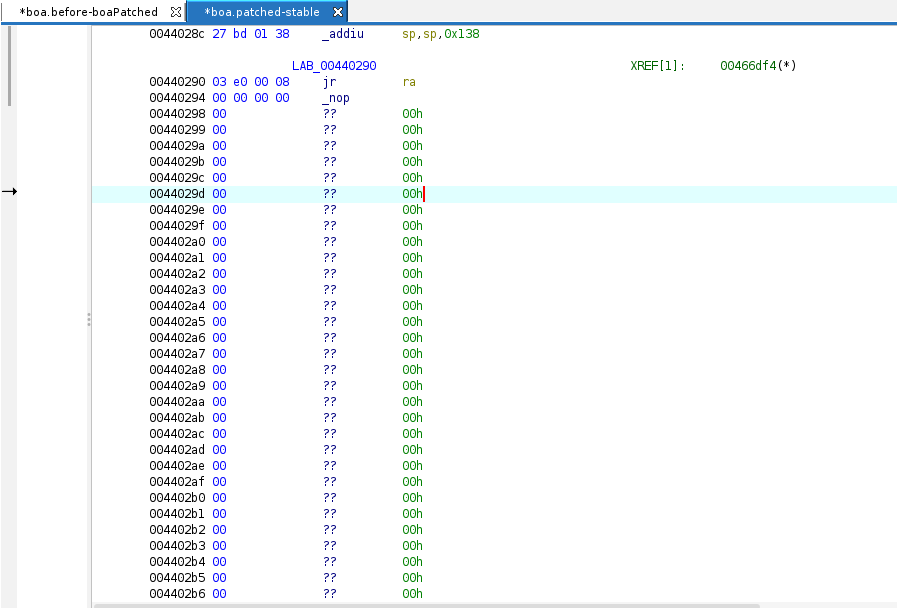 *boa.before-boaPatched *boa.patched-stable
0044028c 27 bd 01 38 _addiu sp,sp,0x138
LAB_00440290 XREF[1]: 00466df4(*)
00440290 03 e0 00 08 jr ra
00440294 00 00 00 00 _nop
00440298 00 ?? 00h
00440299 00 ?? 00h
0044029a 00 ?? 00h
0044029b 00 ?? 00h
0044029c 00 ?? 00h
0044029d 00 ?? 00h
0044029e 00 ?? 00h
0044029f 00 ?? 00h
004402a0 00 ?? 00h
004402a1 00 ?? 00h
004402a2 00 ?? 00h
004402a3 00 ?? 00h
004402a4 00 ?? 00h
004402a5 00 ?? 00h
004402a6 00 ?? 00h
004402a7 00 ?? 00h
004402a8 00 ?? 00h
004402a9 00 ?? 00h
004402aa 00 ?? 00h
004402ab 00 ?? 00h
004402ac 00 ?? 00h
004402ad 00 ?? 00h
004402ae 00 ?? 00h
004402af 00 ?? 00h
004402b0 00 ?? 00h
004402b1 00 ?? 00h
004402b2 00 ?? 00h
004402b3 00 ?? 00h
004402b4 00 ?? 00h
004402b5 00 ?? 00h
004402b6 00 ?? 00h